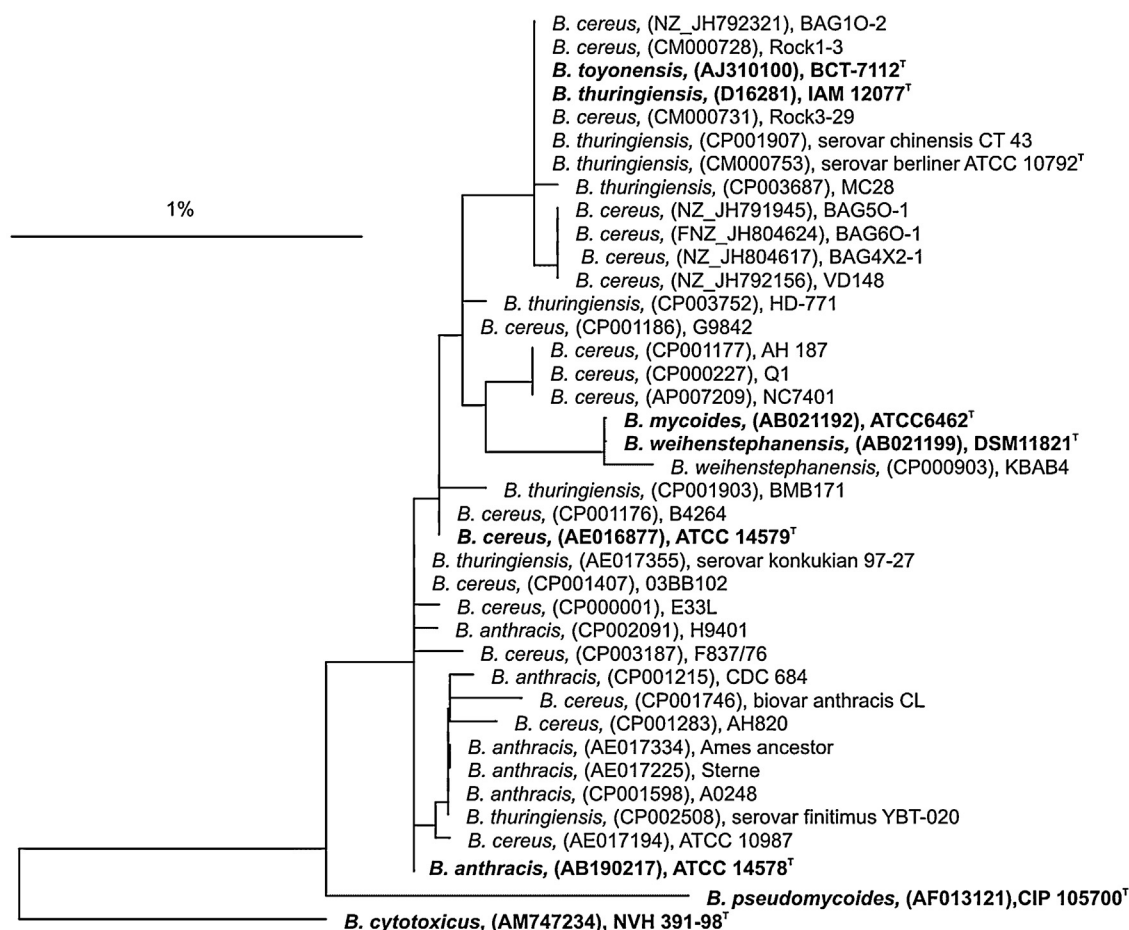 B. cereus, (NZ_JH792321), BAG1O-2
B. cereus, (CM000728), Rock1-3
B. toyonensis, (AJ310100), BCT-7112ᵀ
B. thuringiensis, (D16281), IAM 12077ᵀ
B. cereus, (CM000731), Rock3-29
B. thuringiensis, (CP001907), serovar chinensis CT 43
B. thuringiensis, (CM000753), serovar berliner ATCC 10792ᵀ
B. thuringiensis, (CP003687), MC28
1%
B. cereus, (NZ_JH791945), BAG5O-1
B. cereus, (FNZ_JH804624), BAG6O-1
B. cereus, (NZ_JH804617), BAG4X2-1
B. cereus, (NZ_JH792156), VD148
B. thuringiensis, (CP003752), HD-771
B. cereus, (CP001186), G9842
B. cereus, (CP001177), AH 187
B. cereus, (CP000227), Q1
B. cereus, (AP007209), NC7401
B. mycoides, (AB021192), ATCC6462ᵀ
B. weihenstephanensis, (AB021199), DSM11821ᵀ
B. weihenstephanensis, (CP000903), KBAB4
B. thuringiensis, (CP001903), BMB171
B. cereus, (CP001176), B4264
B. cereus, (AE016877), ATCC 14579ᵀ
B. thuringiensis, (AE017355), serovar konkukian 97-27
B. cereus, (CP001407), 03BB102
B. cereus, (CP000001), E33L
B. anthracis, (CP002091), H9401
B. cereus, (CP003187), F837/76
B. anthracis, (CP001215), CDC 684
B. cereus, (CP001746), biovar anthracis CL
B. cereus, (CP001283), AH820
B. anthracis, (AE017334), Ames ancestor
B. anthracis, (AE017225), Sterne
B. anthracis, (CP001598), A0248
B. thuringiensis, (CP002508), serovar finitimus YBT-020
B. cereus, (AE017194), ATCC 10987
B. anthracis, (AB190217), ATCC 14578ᵀ
B. pseudomycoides, (AF013121),CIP 105700ᵀ
B. cytotoxicus, (AM747234), NVH 391-98ᵀ